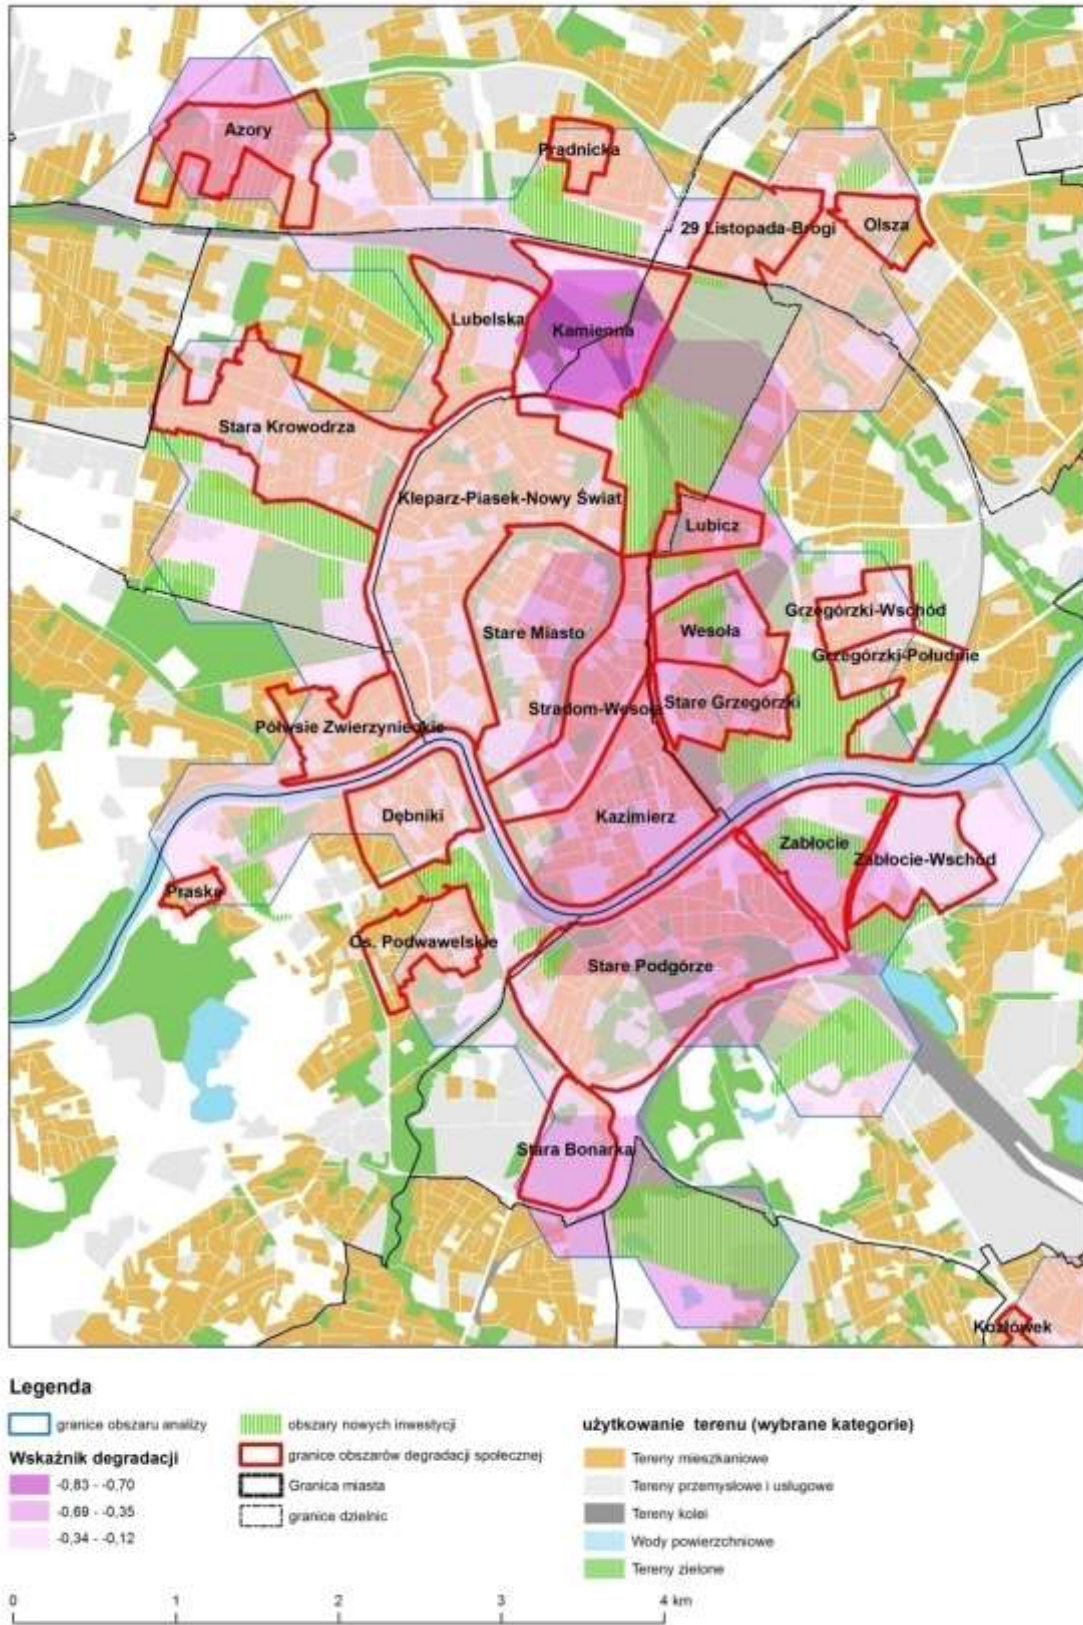 Azory
Prądnicka
29 Listopada-Brogi
Olsza
Lubelska
Kamienna
Stara Krowodrza
Kleparz-Piasek-Nowy Świat
Lubicz
Grzegórzki-Wschód
Stare Miasto
Wesoła
Grzegórzki-Południe
Stradom-Wesoła
Stare Grzegórzki
Półwsie Zwierzynieckie
Dębniki
Kazimierz
Zabłocie
Zabłocie-Wschód
Praska
Os. Podwawelskie
Stare Podgórze
Stara Bonarka
Kozłówek
Legenda
granice obszaru analizy
Wskaźnik degradacji
-0,83 - -0,70
-0,69 - -0,35
-0,34 - -0,12
obszary nowych inwestycji
granice obszarów degradacji społecznej
Granica miasta
granice dzielnic
użytkowanie terenu (wybrane kategorie)
Tereny mieszkaniowe
Tereny przemysłowe i usługowe
Tereny kolei
Wody powierzchniowe
Tereny zielone
0 1 2 3 4 km